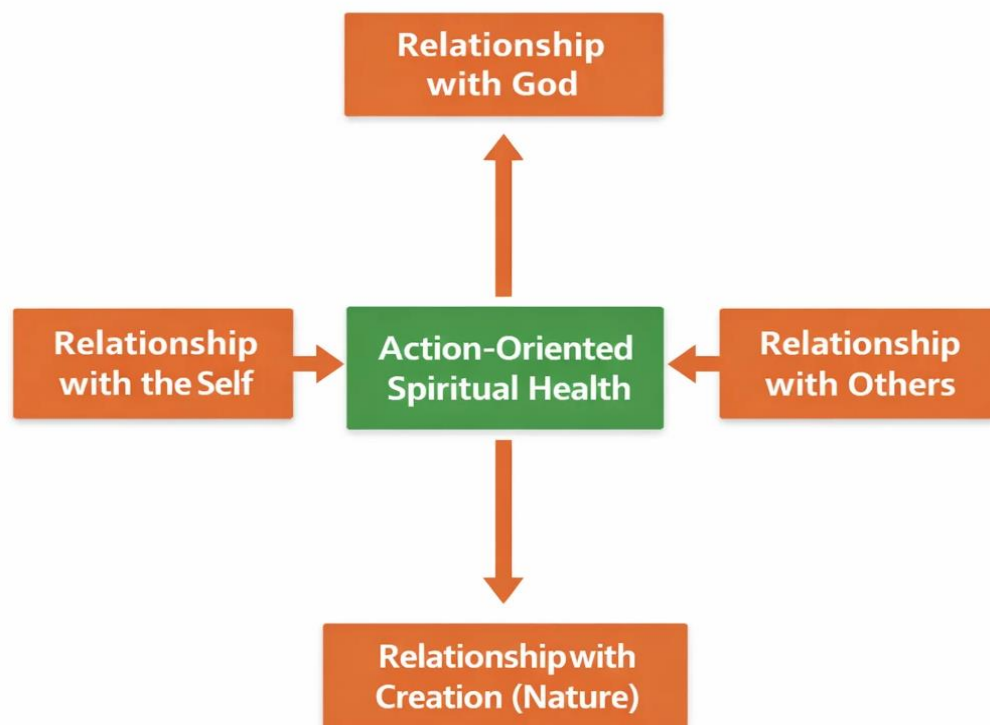 Relationship
with God
Relationship
with the Self
Action-Oriented
Spiritual Health
Relationship
with Others
Relationship with
Creation (Nature)